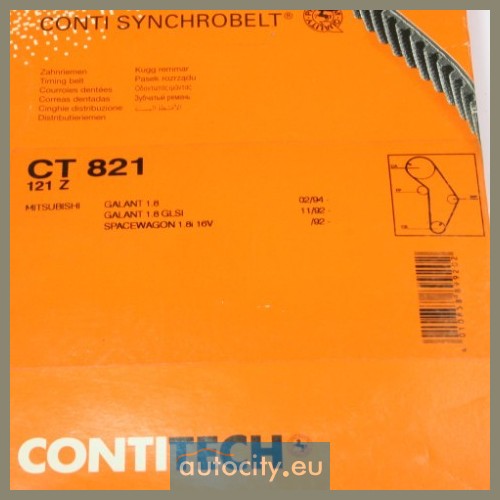 CONTI SYNCHROBELT®
Zahnriemen
Timing belt
Courroies dentées
Correas dentadas
Cinghie distribuzione
Distributieriemen
Kugg remmar
Pasek rozrządu
Зубчатые ремень
CT 821
121 Z
MITSUBISHI GALANT 1.8 02/94 -
GALANT 1.8 GLSI 11/92 -
SPACEWAGON 1.8i 16V /92 -
CONTITECH
autocity.eu